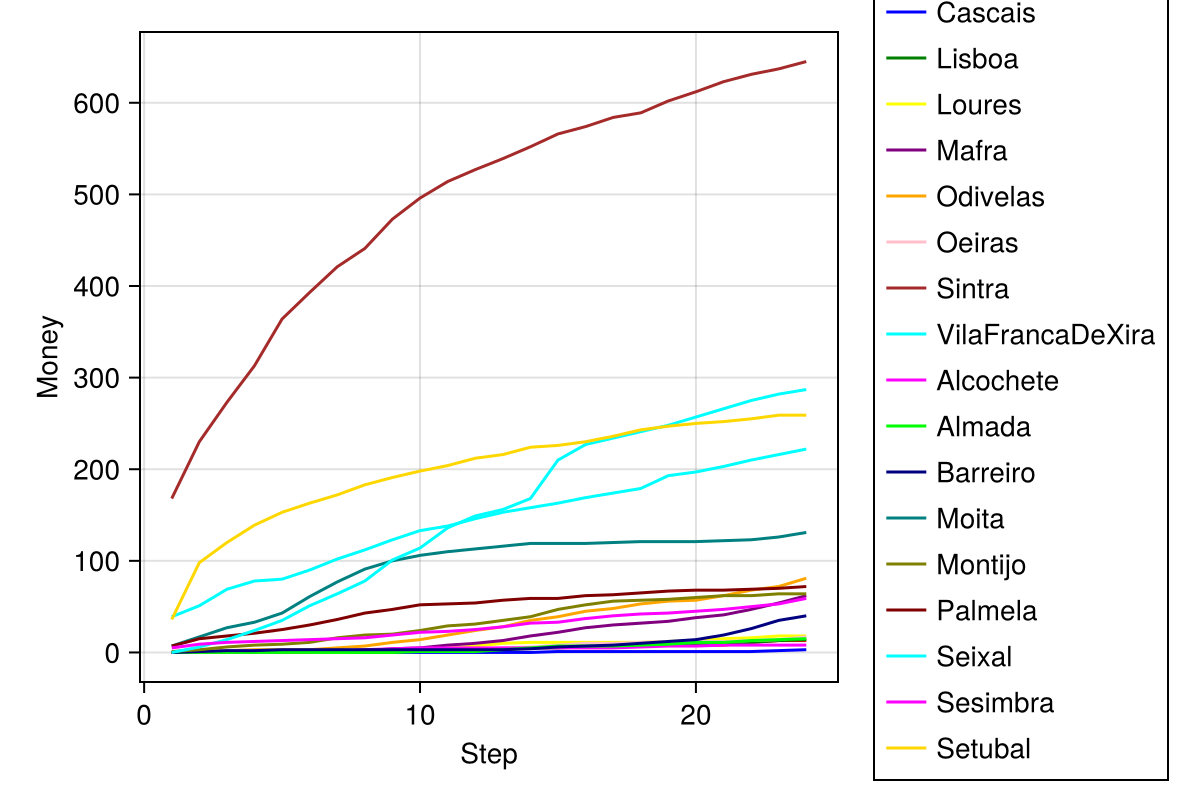 Money
600
500
400
300
200
100
0
0 10 20
Step
Cascais
Lisboa
Loures
Mafra
Odivelas
Oeiras
Sintra
VilaFrancaDeXira
Alcochete
Almada
Barreiro
Moita
Montijo
Palmela
Seixal
Sesimbra
Setubal